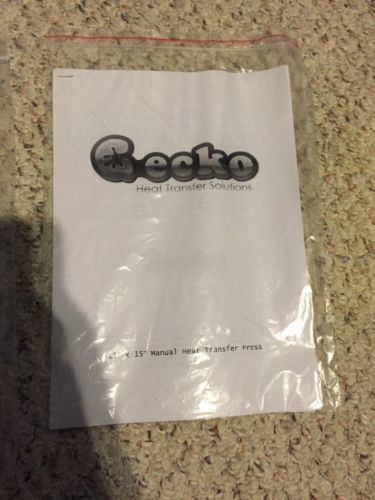 Gecko
Heat Transfer Solutions
x 15" Manual Heat Transfer Press